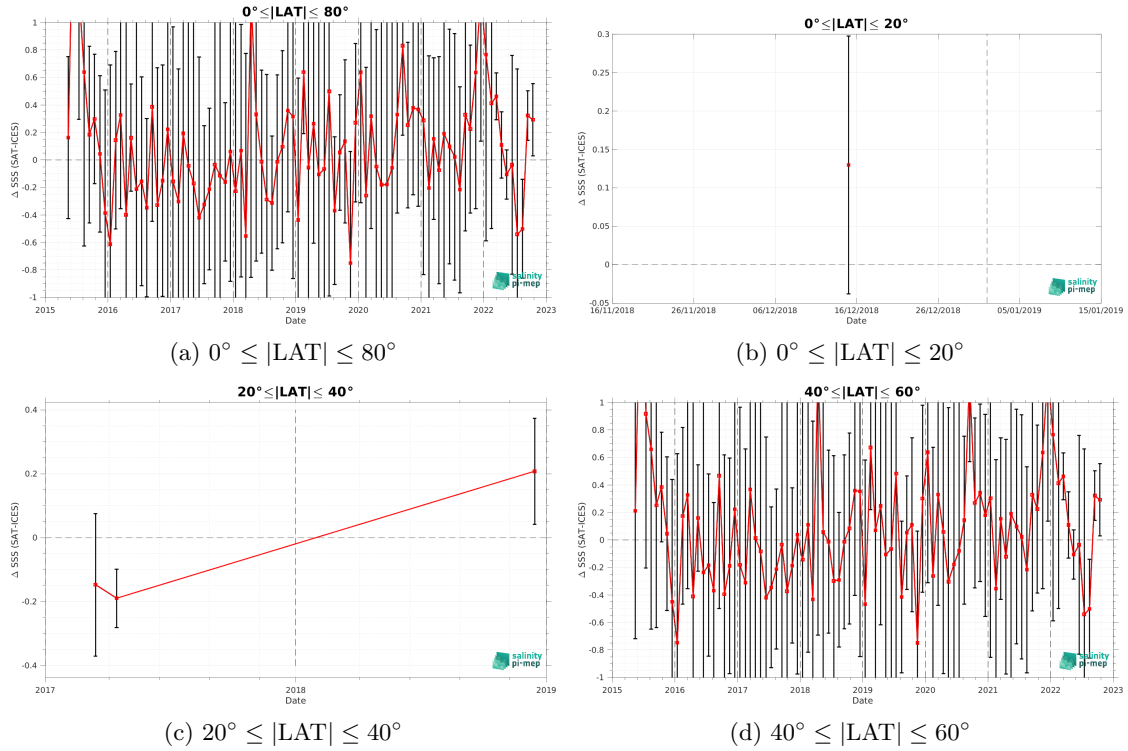 0°≤|LAT|≤ 80°
1
0.8
0.6
0.4
0.2
0
-0.2
-0.4
-0.6
-0.8
-1
Δ SSS (SAT-ICES)
2015 2016 2017 2018 2019 2020 2021 2022 2023
Date
salinity
pi-mep
(a) 0° ≤ |LAT| ≤ 80°
0°≤|LAT|≤ 20°
0.3
0.25
0.2
0.15
0.1
0.05
0
-0.05
Δ SSS (SAT-ICES)
16/11/2018 26/11/2018 06/12/2018 16/12/2018 26/12/2018 05/01/2019 15/01/2019
Date
salinity
pi-mep
(b) 0° ≤ |LAT| ≤ 20°
20°≤|LAT|≤ 40°
0.4
0.2
0
-0.2
-0.4
Δ SSS (SAT-ICES)
2017 2018 2019
Date
salinity
pi-mep
(c) 20° ≤ |LAT| ≤ 40°
40°≤|LAT|≤ 60°
1
0.8
0.6
0.4
0.2
0
-0.2
-0.4
-0.6
-0.8
-1
Δ SSS (SAT-ICES)
2015 2016 2017 2018 2019 2020 2021 2022 2023
Date
salinity
pi-mep
(d) 40° ≤ |LAT| ≤ 60°